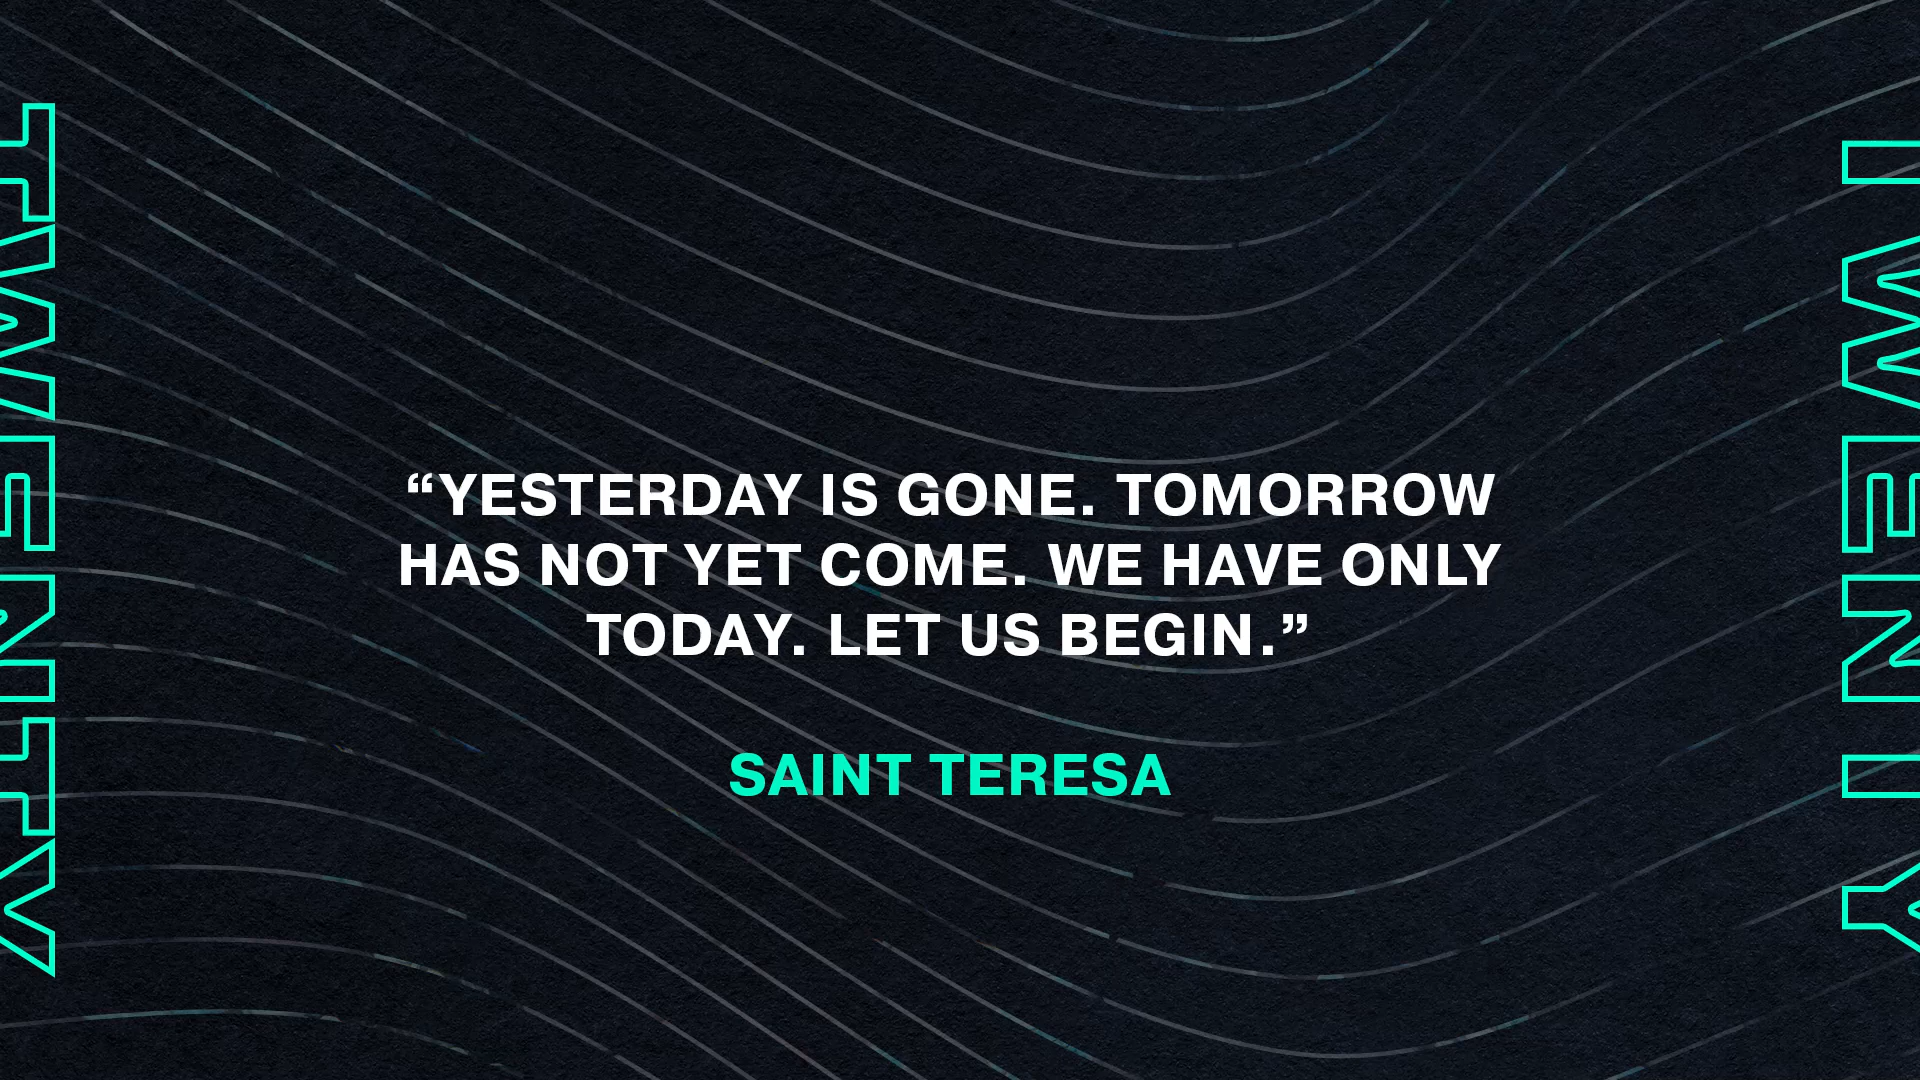 TWENTY
“YESTERDAY IS GONE. TOMORROW
HAS NOT YET COME. WE HAVE ONLY
TODAY. LET US BEGIN.”
SAINT TERESA
TWENTY